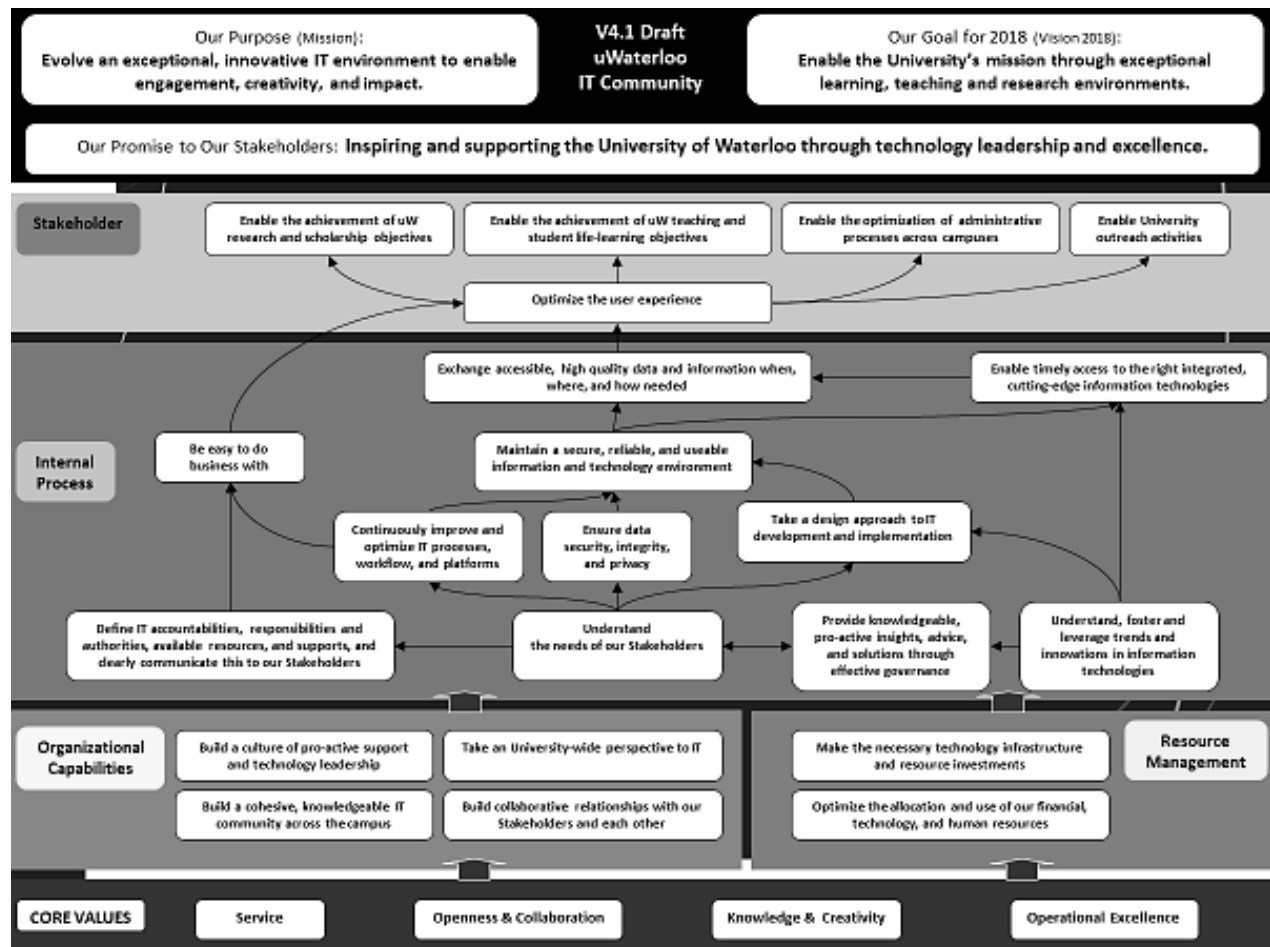 Our Purpose (Mission):
Evolve an exceptional, innovative IT environment to enable
engagement, creativity, and impact.
V4.1 Draft
uWaterloo
IT Community
Our Goal for 2018 (Vision 2018):
Enable the University's mission through exceptional
learning, teaching and research environments.
Our Promise to Our Stakeholders: Inspiring and supporting the University of Waterloo through technology leadership and excellence.
Stakeholder
Enable the achievement of uW
research and scholarship objectives
Enable the achievement of uW teaching and
student life-learning objectives
Enable the optimization of administrative
processes across campuses
Enable University
outreach activities
Optimize the user experience
Exchange accessible, high quality data and information when,
where, and how needed
Enable timely access to the right integrated,
cutting-edge information technologies
Internal
Process
Be easy to do
business with
Maintain a secure, reliable, and useable
information and technology environment
Continuously improve and
optimize IT processes,
workflow, and platforms
Ensure data
security, integrity,
and privacy
Take a design approach to IT
development and implementation
Define IT accountabilities, responsibilities and
authorities, available resources, and supports, and
clearly communicate this to our Stakeholders
Understand
the needs of our Stakeholders
Provide knowledgeable,
pro-active insights, advice,
and solutions through
effective governance
Understand, foster and
leverage trends and
innovations in information
technologies
Organizational
Capabilities
Build a culture of pro-active support
and technology leadership
Take an University-wide perspective to IT
Build a cohesive, knowledgeable IT
community across the campus
Build collaborative relationships with our
Stakeholders and each other
Make the necessary technology infrastructure
and resource investments
Optimize the allocation and use of our financial,
technology, and human resources
Resource
Management
CORE VALUES
Service
Openness & Collaboration
Knowledge & Creativity
Operational Excellence